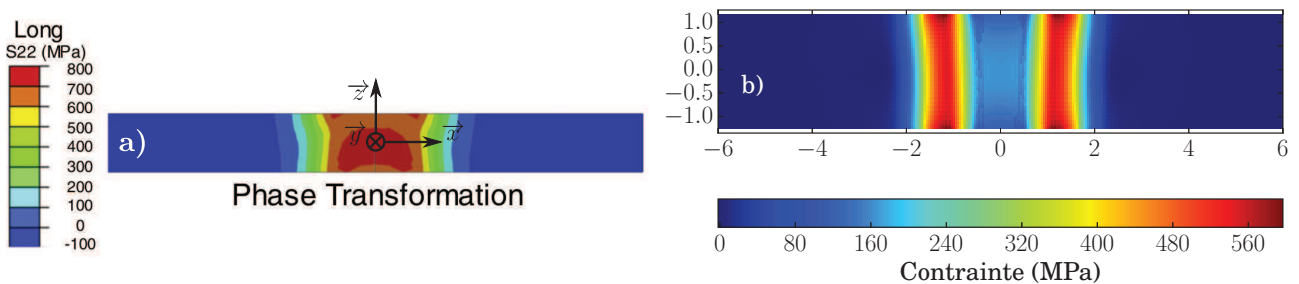 Long
S22 (MPa)
800
700
600
500
400
300
200
100
0
-100
a)
z
y
x
Phase Transformation
1.0
0.5
0.0
−0.5
−1.0
b)
−6 −4 −2 0 2 4 6
0 80 160 240 320 400 480 560
Contrainte (MPa)